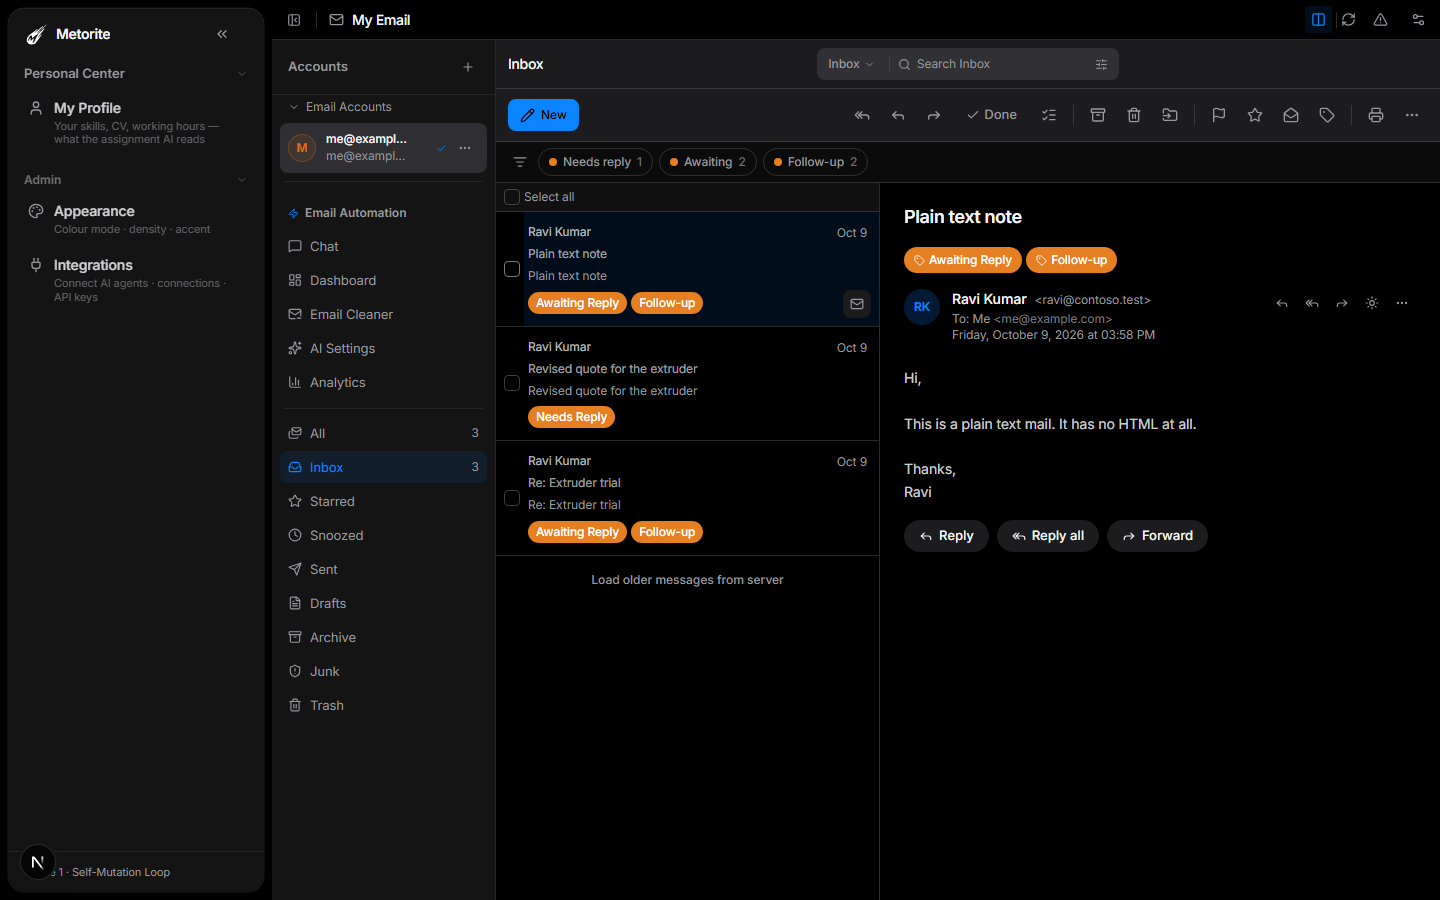 Metorite
Personal Center
My Profile
Your skills, CV, working hours —
what the assignment AI reads
Admin
Appearance
Colour mode · density · accent
Integrations
Connect AI agents · connections ·
API keys
N
1 · Self-Mutation Loop
My Email
Accounts
Email Accounts
M
me@exampl...
me@exampl...
Email Automation
Chat
Dashboard
Email Cleaner
AI Settings
Analytics
All 3
Inbox 3
Starred
Snoozed
Sent
Drafts
Archive
Junk
Trash
Inbox
Inbox Search Inbox
New
Done
Needs reply 1 Awaiting 2 Follow-up 2
Select all
Ravi Kumar Oct 9
Plain text note
Plain text note
Awaiting Reply Follow-up
Ravi Kumar Oct 9
Revised quote for the extruder
Revised quote for the extruder
Needs Reply
Ravi Kumar Oct 9
Re: Extruder trial
Re: Extruder trial
Awaiting Reply Follow-up
Load older messages from server
Plain text note
Awaiting Reply Follow-up
RK
Ravi Kumar <ravi@contoso.test>
To: Me <me@example.com>
Friday, October 9, 2026 at 03:58 PM
Hi,
This is a plain text mail. It has no HTML at all.
Thanks,
Ravi
Reply Reply all Forward